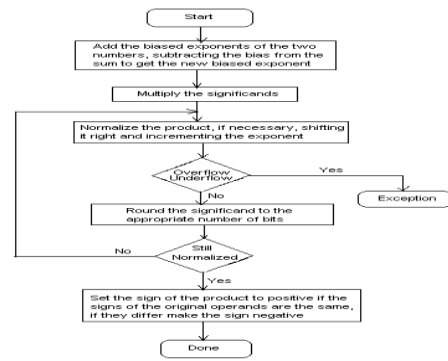 Start
Add the biased exponents of the two
numbers, subtracting the bias from the
sum to get the new biased exponent
Multiply the significands
Normalize the product, if necessary, shifting
it right and incrementing the exponent
Overflow
Underflow
Yes
Exception
No
Round the significand to the
appropriate number of bits
No
Still
Normalized
Yes
Set the sign of the product to positive if the
signs of the original operands are the same,
if they differ make the sign negative
Done